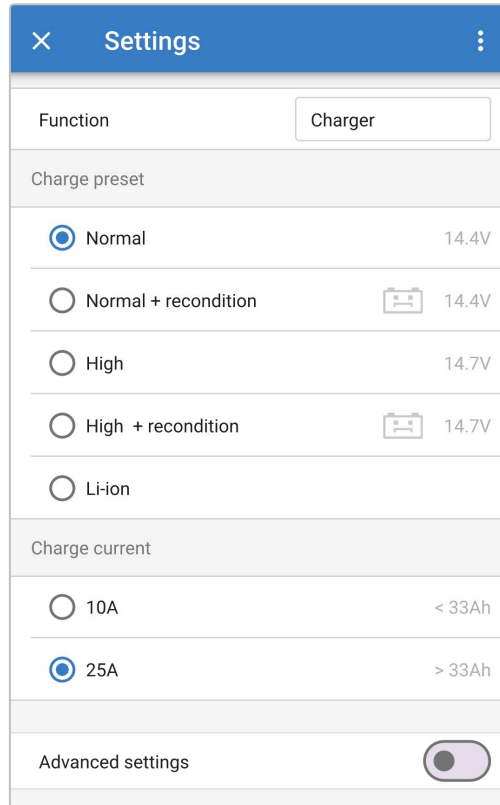 Settings
Function Charger
Charge preset
Normal 14.4V
Normal + recondition 14.4V
High 14.7V
High + recondition 14.7V
Li-ion
Charge current
10A < 33Ah
25A > 33Ah
Advanced settings